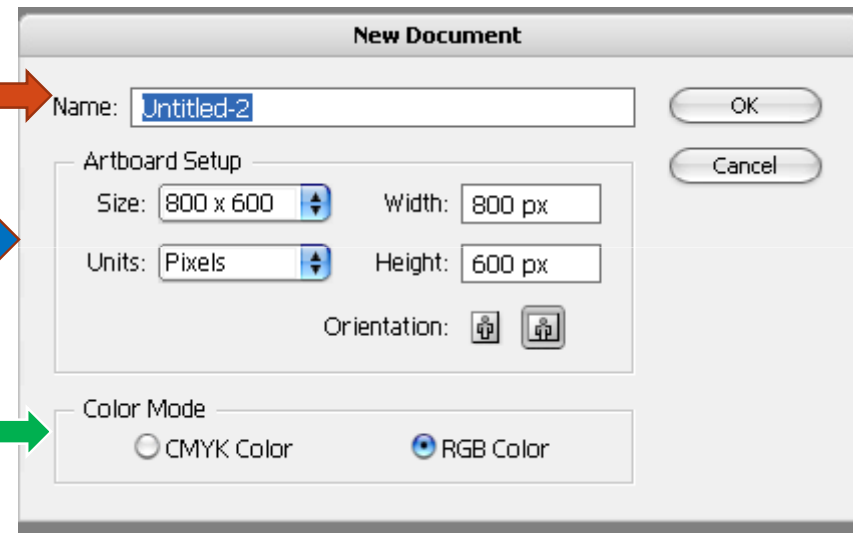 New Document
Name: Untitled-2
OK
Artboard Setup
Cancel
Size: 800 x 600 Width: 800 px
Units: Pixels Height: 600 px
Orientation:
Color Mode
CMYK Color RGB Color